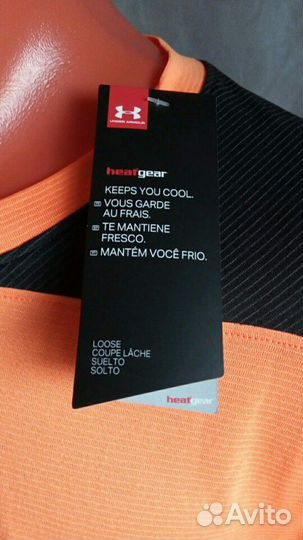 UNDER ARMOUR
heatgear
KEEPS YOU COOL.
VOUS GARDE
AU FRAIS.
TE MANTIENE
FRESCO.
MANTÉM VOCÊ FRIO.
LOOSE
COUPE LÂCHE
SUELTO
SOLTO
heatgear
Avito